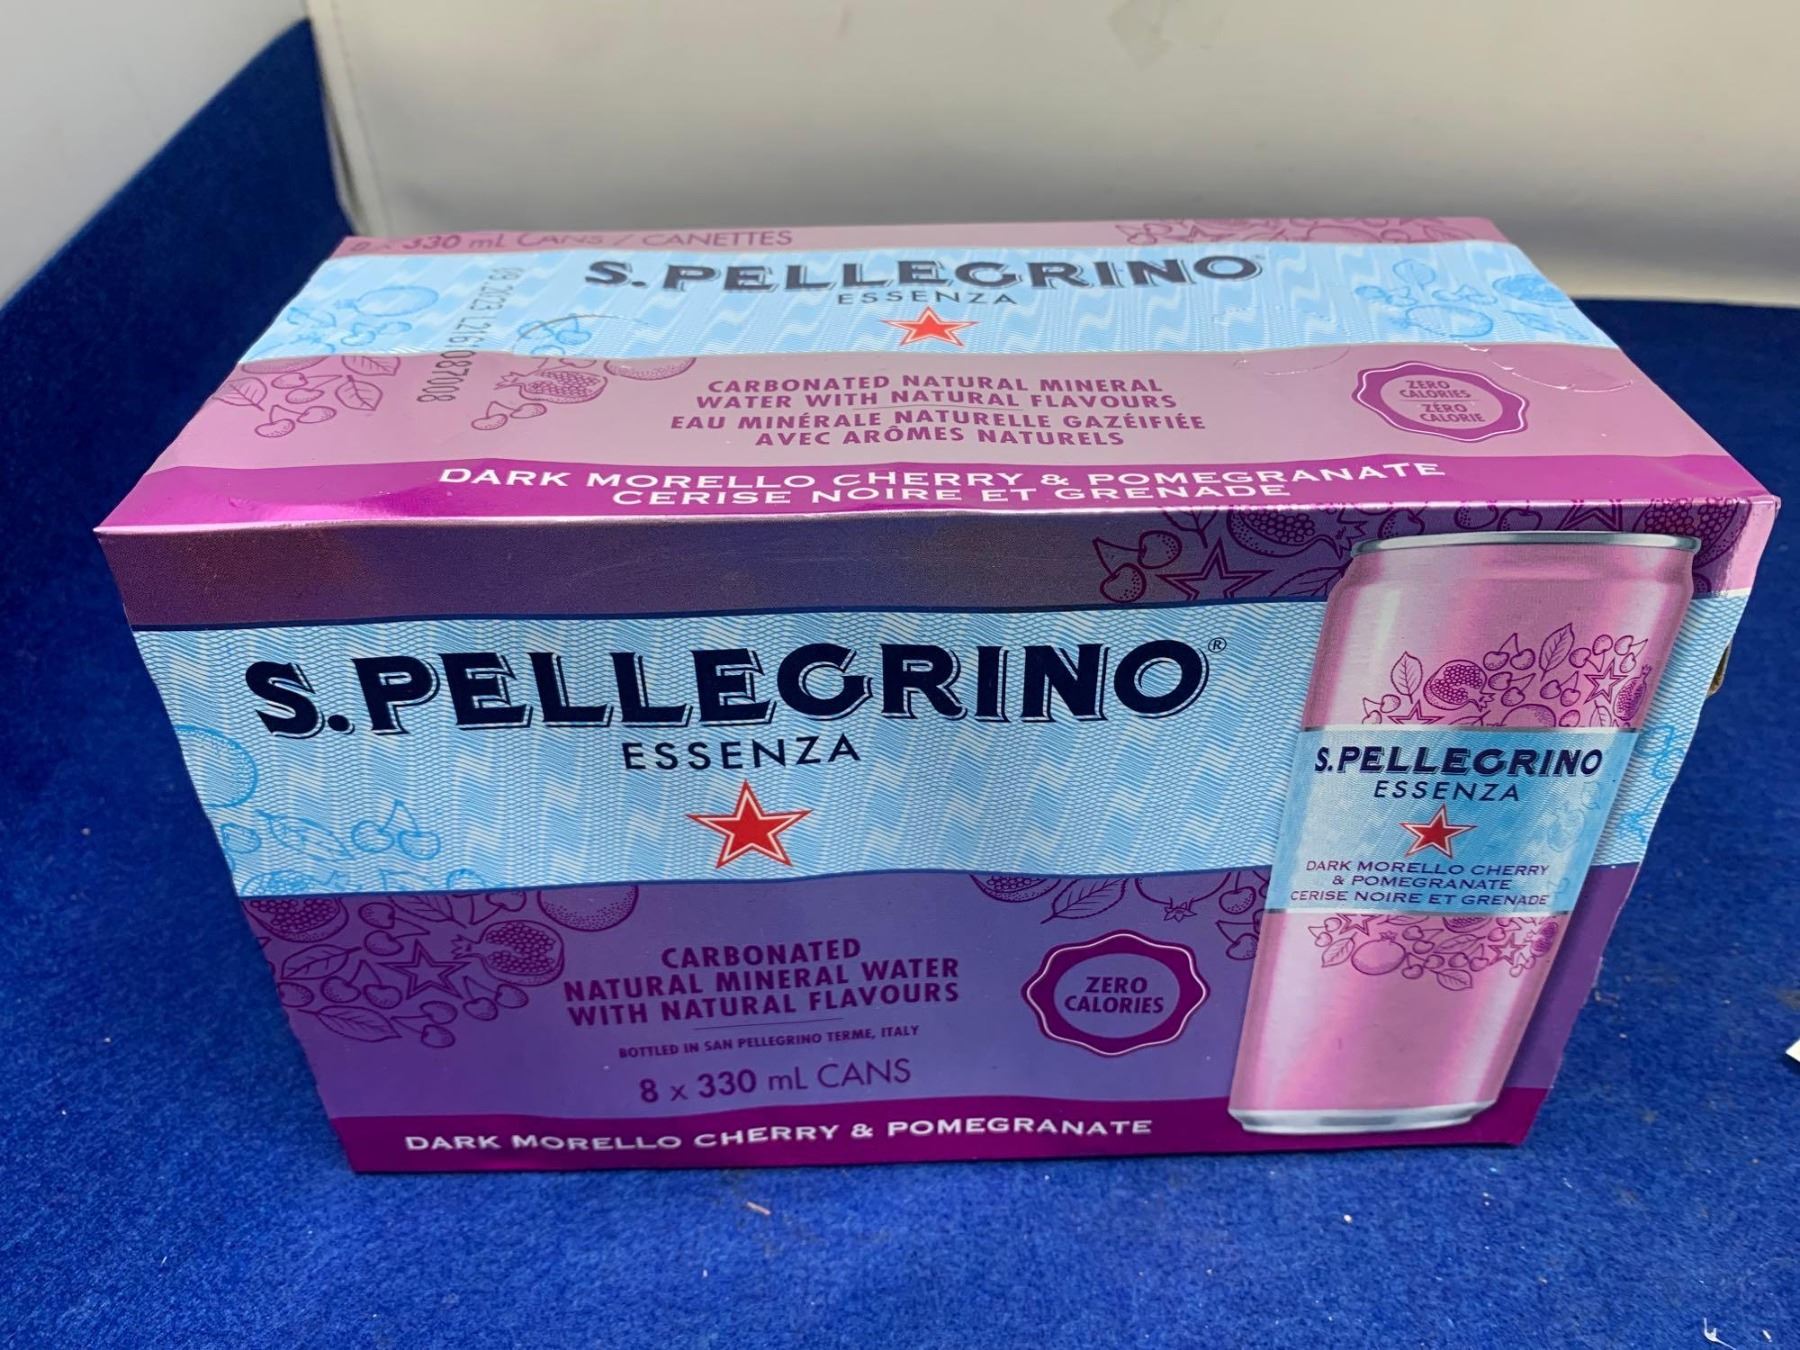 8 x 330 mL CANS / CANETTES
S.PELLEGRINO
ESSENZA
09.2023 1261087008
CARBONATED NATURAL MINERAL
WATER WITH NATURAL FLAVOURS
EAU MINÉRALE NATURELLE GAZÉIFIÉE
AVEC ARÔMES NATURELS
ZERO
CALORIES
ZÉRO
CALORIE
DARK MORELLO CHERRY & POMEGRANATE
CERISE NOIRE ET GRENADE
S.PELLEGRINO®
ESSENZA
CARBONATED
NATURAL MINERAL WATER
WITH NATURAL FLAVOURS
BOTTLED IN SAN PELLEGRINO TERME, ITALY
8 x 330 mL CANS
ZERO
CALORIES
DARK MORELLO CHERRY & POMEGRANATE
S.PELLEGRINO
ESSENZA
DARK MORELLO CHERRY
& POMEGRANATE
CERISE NOIRE ET GRENADE